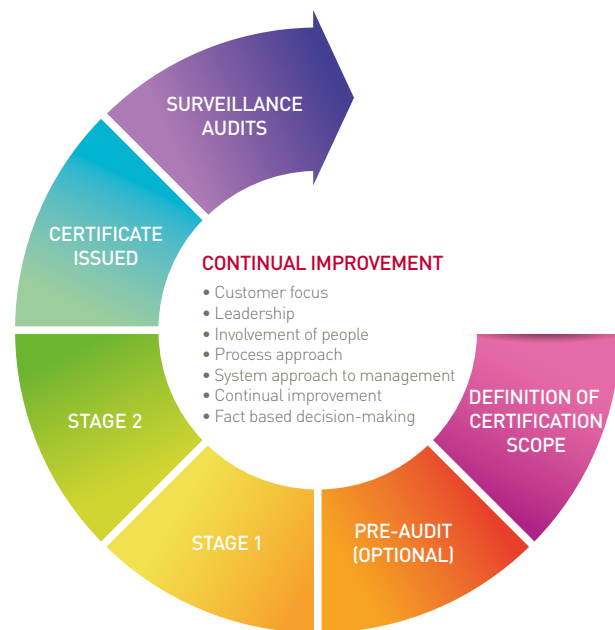 SURVEILLANCE
AUDITS
CERTIFICATE
ISSUED
CONTINUAL IMPROVEMENT
• Customer focus
• Leadership
• Involvement of people
• Process approach
• System approach to management
• Continual improvement
• Fact based decision-making
DEFINITION OF
CERTIFICATION
SCOPE
STAGE 2
STAGE 1
PRE-AUDIT
(OPTIONAL)